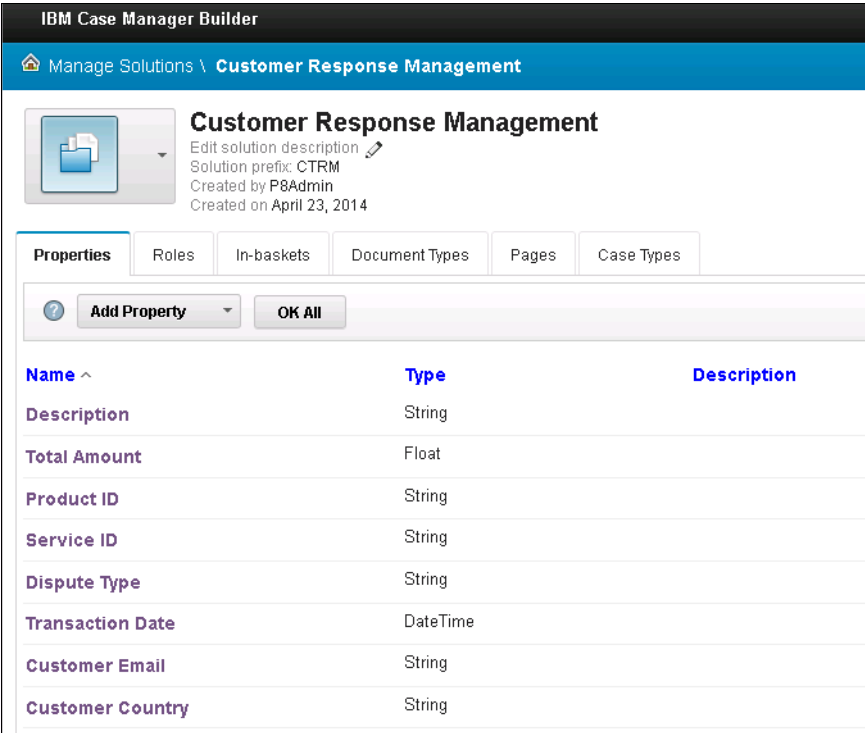 IBM Case Manager Builder
Manage Solutions \ Customer Response Management
Customer Response Management
Edit solution description
Solution prefix: CTRM
Created by P8Admin
Created on April 23, 2014
Properties Roles In-baskets Document Types Pages Case Types
? Add Property OK All
Name Type Description
Description String
Total Amount Float
Product ID String
Service ID String
Dispute Type String
Transaction Date DateTime
Customer Email String
Customer Country String